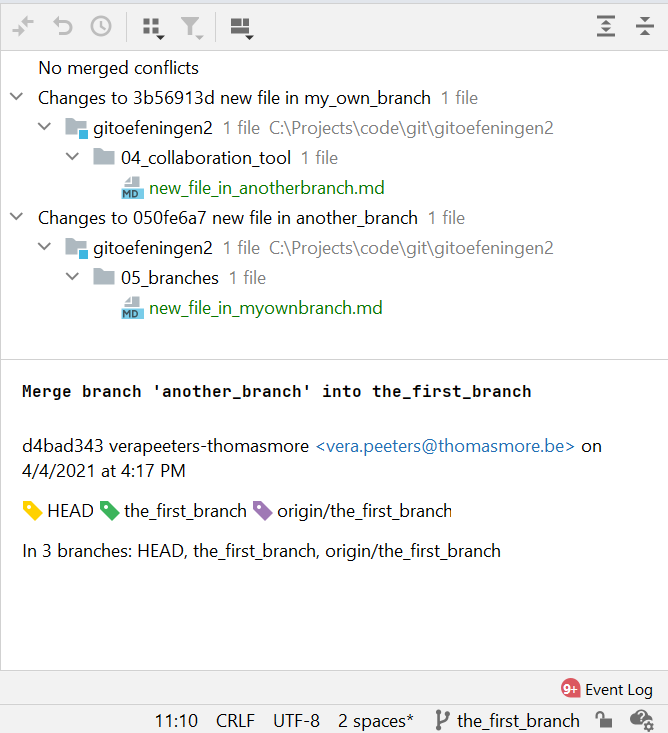 No merged conflicts
Changes to 3b56913d new file in my_own_branch 1 file
gitoefeningen2 1 file C:\Projects\code\git\gitoefeningen2
04_collaboration_tool 1 file
MD new_file_in_anotherbranch.md
Changes to 050fe6a7 new file in another_branch 1 file
gitoefeningen2 1 file C:\Projects\code\git\gitoefeningen2
05_branches 1 file
MD new_file_in_myownbranch.md
Merge branch 'another_branch' into the_first_branch
d4bad343 verapeeters-thomasmore <vera.peeters@thomasmore.be> on
4/4/2021 at 4:17 PM
HEAD the_first_branch origin/the_first_branch
In 3 branches: HEAD, the_first_branch, origin/the_first_branch
9+ Event Log
11:10 CRLF UTF-8 2 spaces* the_first_branch